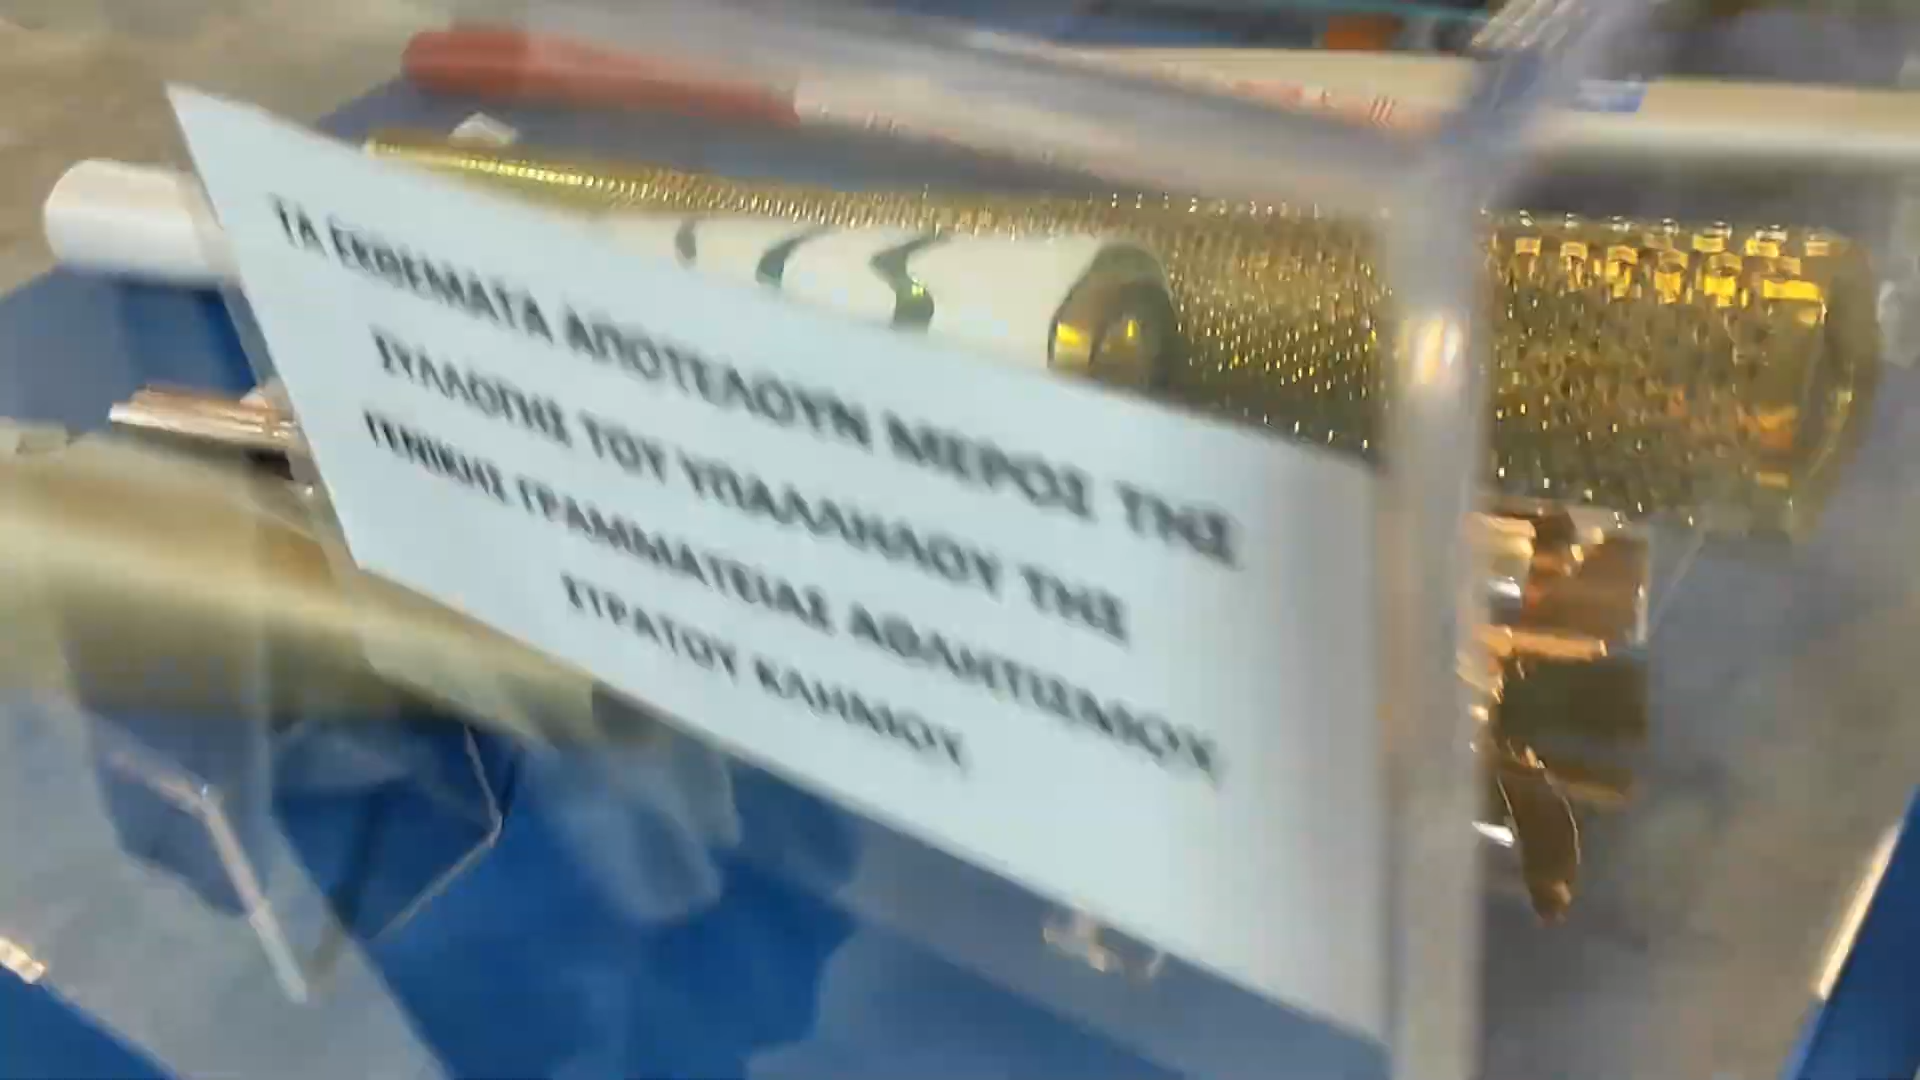 ΤΑ ΕΚΘΕΜΑΤΑ ΑΠΟΤΕΛΟΥΝ ΜΕΡΟΣ ΤΗΣ
ΣΥΛΛΟΓΗΣ ΤΟΥ ΥΠΑΛΛΗΛΟΥ ΤΗΣ
ΓΕΝΙΚΗΣ ΓΡΑΜΜΑΤΕΙΑΣ ΑΘΛΗΤΙΣΜΟΥ
ΣΤΡΑΤΟΥ ΚΛΗΜΟΥ